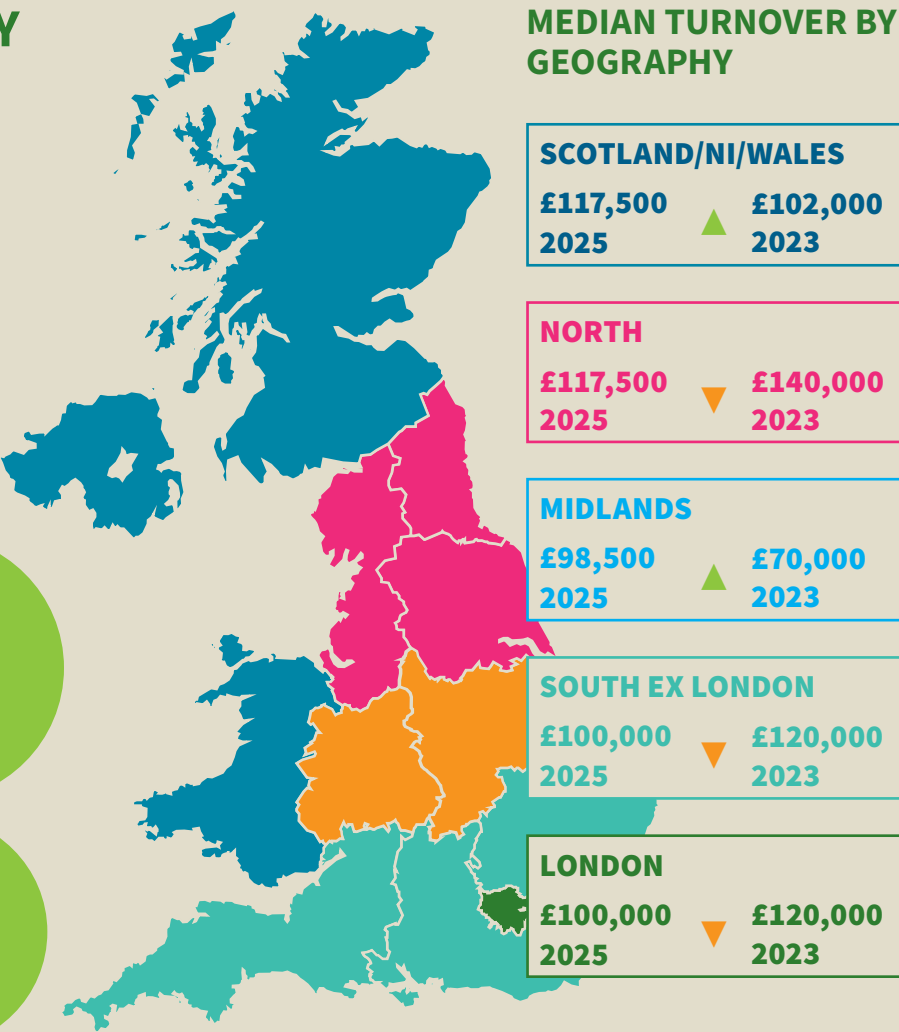 Y
MEDIAN TURNOVER BY
GEOGRAPHY
SCOTLAND/NI/WALES
£117,500 £102,000
2025 2023
NORTH
£117,500 £140,000
2025 2023
MIDLANDS
£98,500 £70,000
2025 2023
SOUTH EX LONDON
£100,000 £120,000
2025 2023
LONDON
£100,000 £120,000
2025 2023